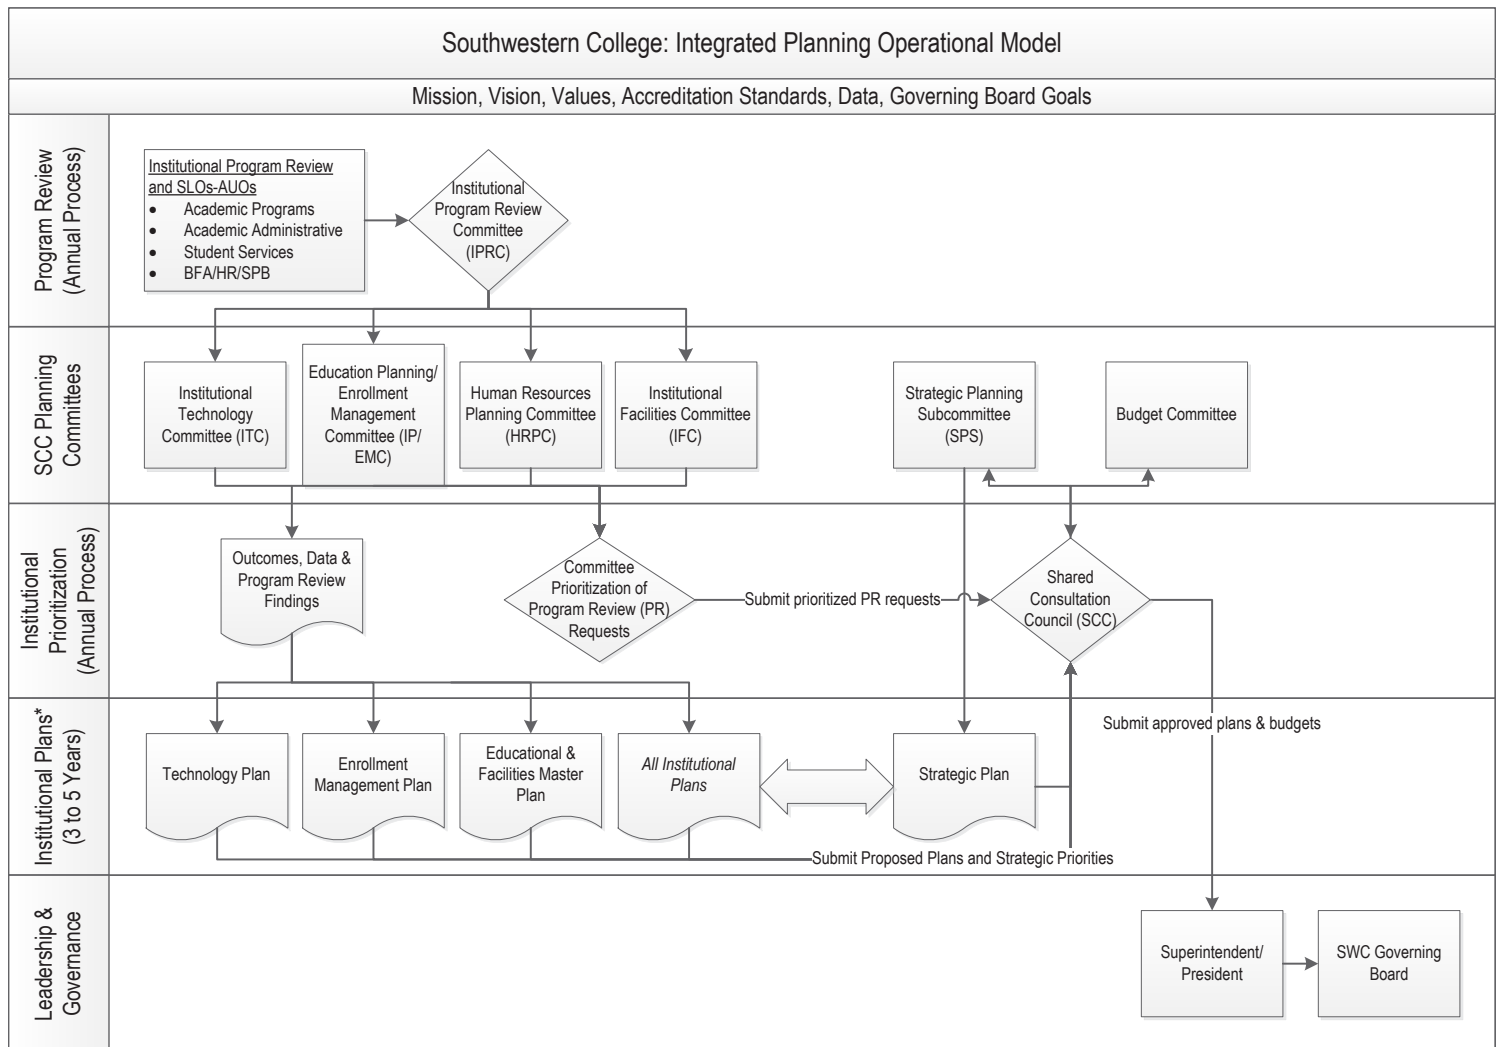 Southwestern College: Integrated Planning Operational Model
Mission, Vision, Values, Accreditation Standards, Data, Governing Board Goals
Program Review
(Annual Process)
Institutional Program Review
and SLOs-AUOs
• Academic Programs
• Academic Administrative
• Student Services
• BFA/HR/SPB
Institutional
Program Review
Committee
(IPRC)
SCC Planning
Committees
Institutional
Technology
Committee (ITC)
Education Planning/
Enrollment
Management
Committee (IP/
EMC)
Human Resources
Planning Committee
(HRPC)
Institutional
Facilities Committee
(IFC)
Strategic Planning
Subcommittee
(SPS)
Budget Committee
Institutional
Prioritization
(Annual Process)
Outcomes, Data &
Program Review
Findings
Committee
Prioritization of
Program Review (PR)
Requests
Submit prioritized PR requests
Shared
Consultation
Council (SCC)
Institutional Plans*
(3 to 5 Years)
Technology Plan
Enrollment
Management Plan
Educational &
Facilities Master
Plan
All Institutional
Plans
Strategic Plan
Submit approved plans & budgets
Submit Proposed Plans and Strategic Priorities
Leadership &
Governance
Superintendent/
President
SWC Governing
Board